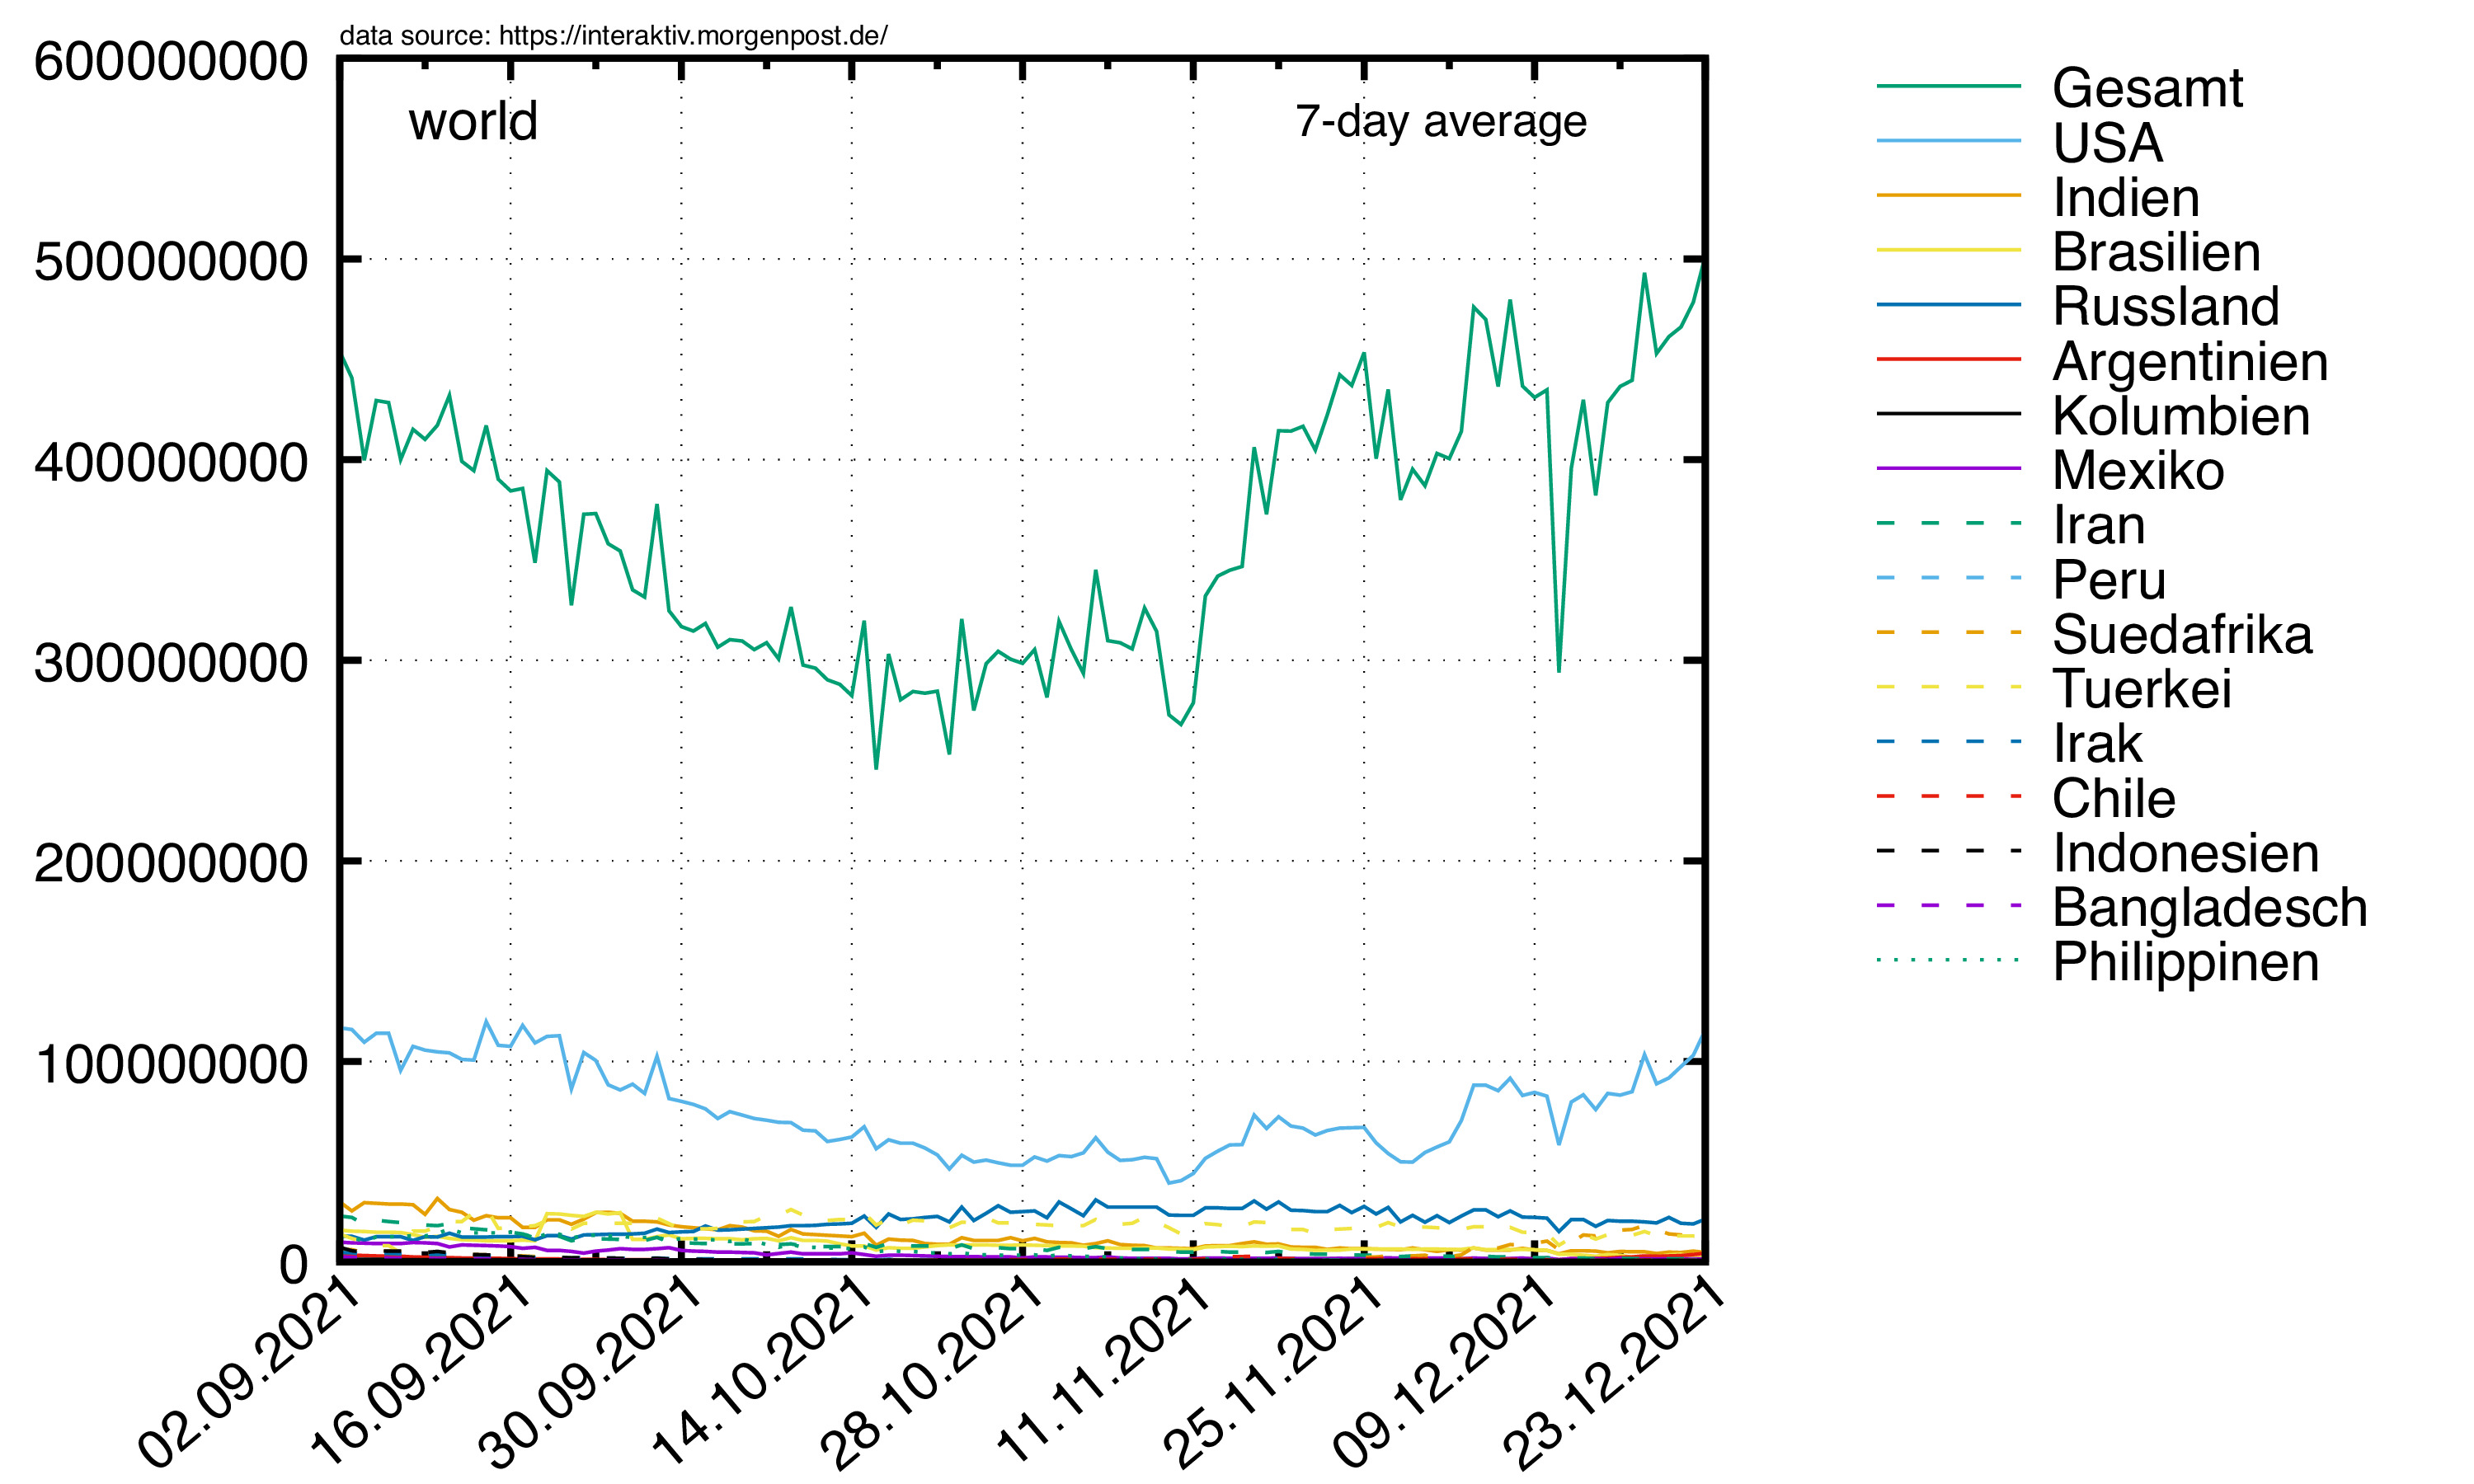 data source: https://interaktiv.morgenpost.de/
600000000
500000000
400000000
300000000
200000000
100000000
0
world
7-day average
02.09.2021
16.09.2021
30.09.2021
14.10.2021
28.10.2021
11.11.2021
25.11.2021
09.12.2021
23.12.2021
Gesamt
USA
Indien
Brasilien
Russland
Argentinien
Kolumbien
Mexiko
Iran
Peru
Suedafrika
Tuerkei
Irak
Chile
Indonesien
Bangladesch
Philippinen